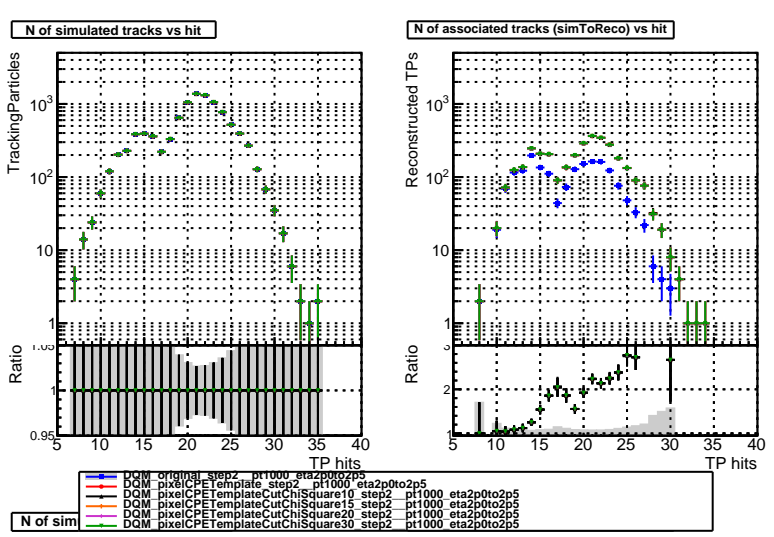 N of simulated tracks vs hit
N of associated tracks (simToReco) vs hit
TrackingParticles
10³
10²
10
1
Ratio
1.05
1
0.95
5 10 15 20 25 30 35 40
TP hits
Reconstructed TPs
10³
10²
10
1
Ratio
3
2
1
5 10 15 20 25 30 35 40
TP hits
DQM_original_step2__pt1000_eta2p0to2p5
DQM_pixelCPETemplate_step2__pt1000_eta2p0to2p5
DQM_pixelCPETemplateCutChiSquare10_step2__pt1000_eta2p0to2p5
DQM_pixelCPETemplateCutChiSquare15_step2__pt1000_eta2p0to2p5
DQM_pixelCPETemplateCutChiSquare20_step2__pt1000_eta2p0to2p5
DQM_pixelCPETemplateCutChiSquare30_step2__pt1000_eta2p0to2p5
N of sim